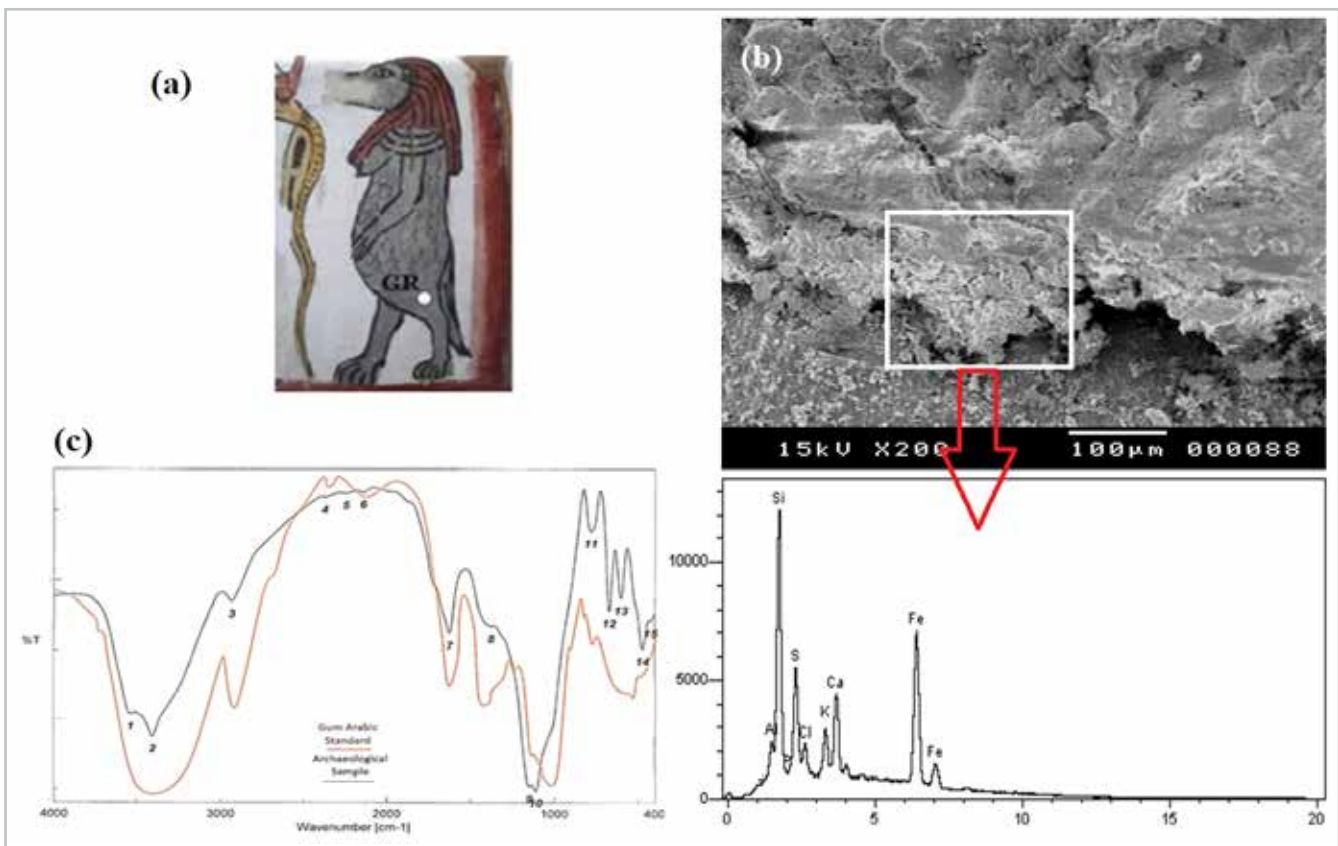 (a)
GR
(b)
15kV X200 100µm 000088
(c)
%T
1
2
3
4
5
6
7
8
9
10
11
12
13
14
15
Gum Arabic
Standard
Archaeological
Sample
4000 3000 2000 1000 400
Wavenumber [cm-1]
Si
Fe
S
Ca
K
Al
Cl
Fe
10000
5000
0
0 5 10 15 20